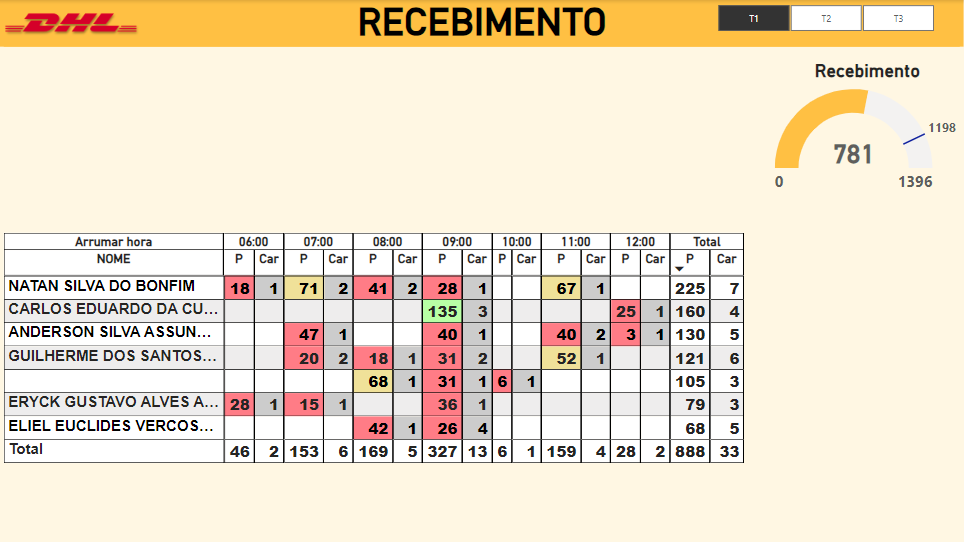 DHL RECEBIMENTO T1 T2 T3
Recebimento
1198
781
0 1396
Arrumar hora 06:00 07:00 08:00 09:00 10:00 11:00 12:00 Total
NOME P Car P Car P Car P Car P Car P Car P Car P Car
NATAN SILVA DO BONFIM 18 1 71 2 41 2 28 1 67 1 225 7
CARLOS EDUARDO DA CU... 135 3 25 1 160 4
ANDERSON SILVA ASSUN... 47 1 40 1 40 2 3 1 130 5
GUILHERME DOS SANTOS... 20 2 18 1 31 2 52 1 121 6
68 1 31 1 6 1 105 3
ERYCK GUSTAVO ALVES A... 28 1 15 1 36 1 79 3
ELIEL EUCLIDES VERCOS... 42 1 26 4 68 5
Total 46 2 153 6 169 5 327 13 6 1 159 4 28 2 888 33